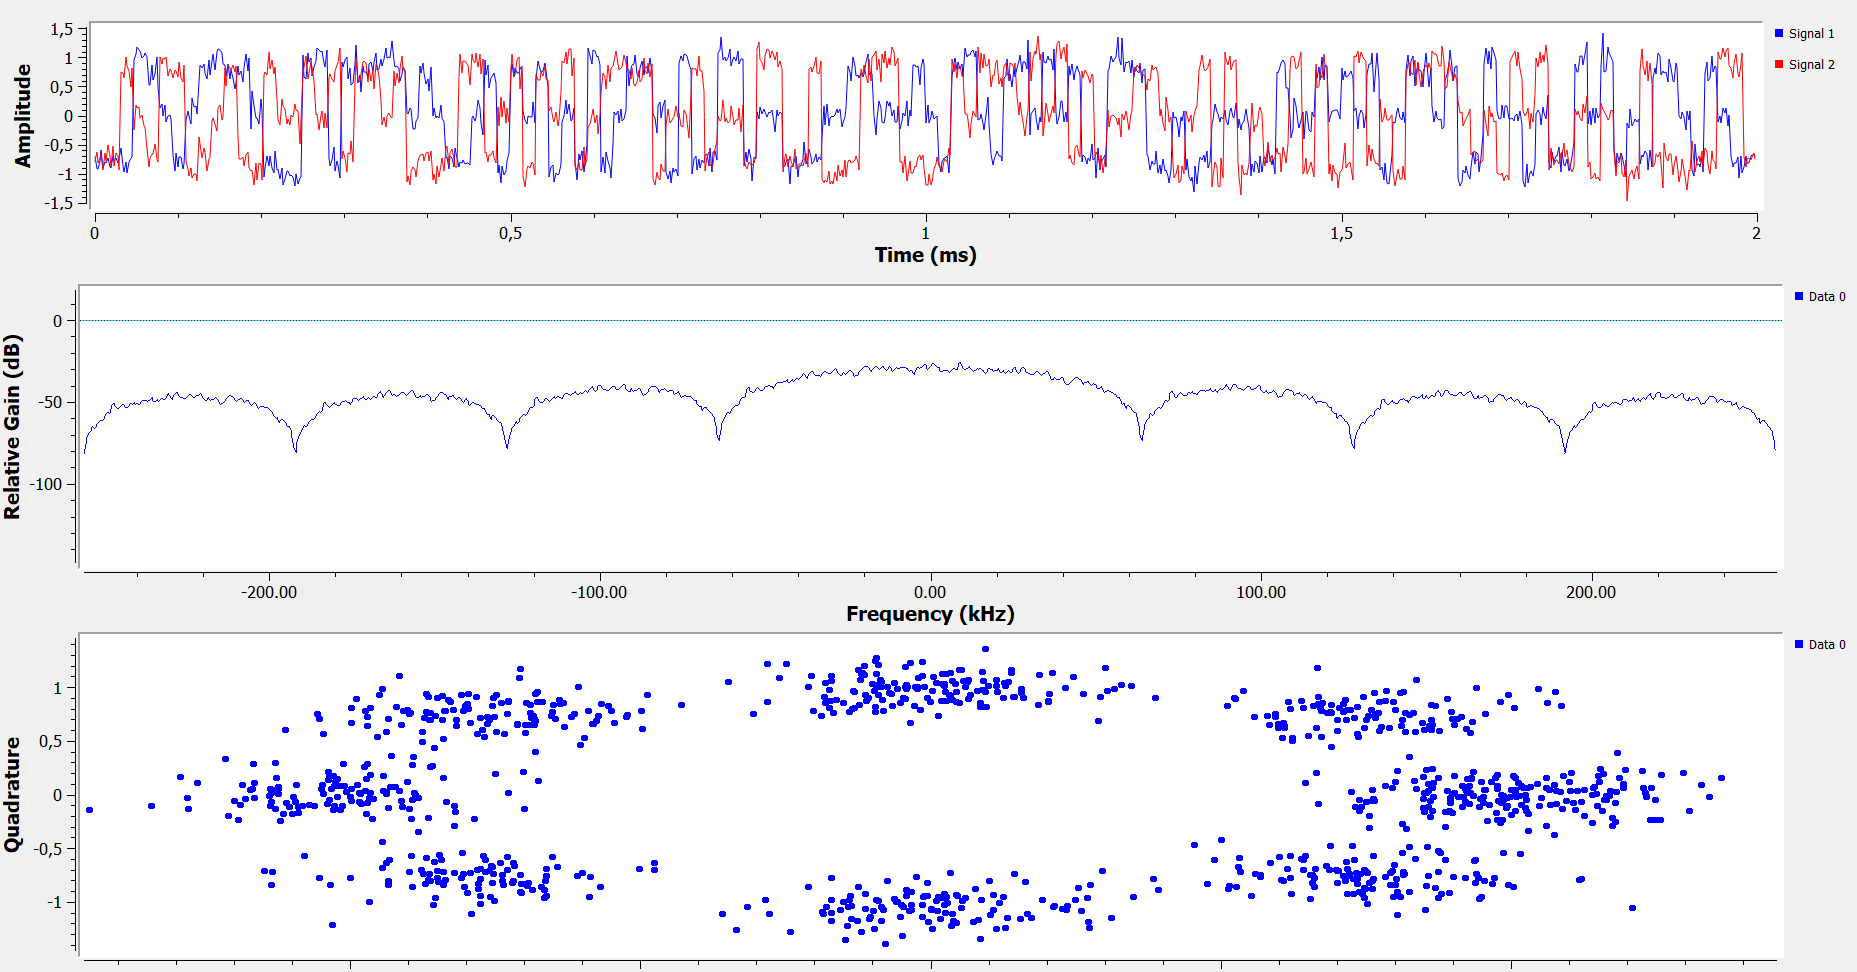 Amplitude
1,5
1
0,5
0
-0,5
-1
-1,5
0
0,5
1
1,5
2
Time (ms)
Signal 1
Signal 2
Relative Gain (dB)
0
-50
-100
-200.00
-100.00
0.00
100.00
200.00
Frequency (kHz)
Data 0
Quadrature
1
0,5
0
-0,5
-1
Data 0